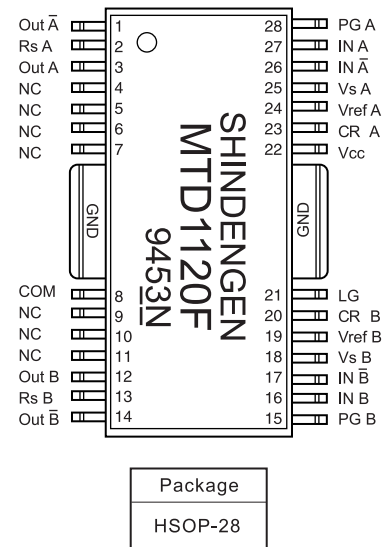 Out A̅ 1 28 PG A
Rs A 2 27 IN A
Out A 3 26 IN A̅
NC 4 25 Vs A
NC 5 24 Vref A
NC 6 23 CR A
NC 7 22 Vcc
GND
GND
SHINDENGEN
MTD1120F
9453N̲
COM 8 21 LG
NC 9 20 CR B
NC 10 19 Vref B
NC 11 18 Vs B
Out B 12 17 IN B̅
Rs B 13 16 IN B
Out B̅ 14 15 PG B
Package
HSOP-28